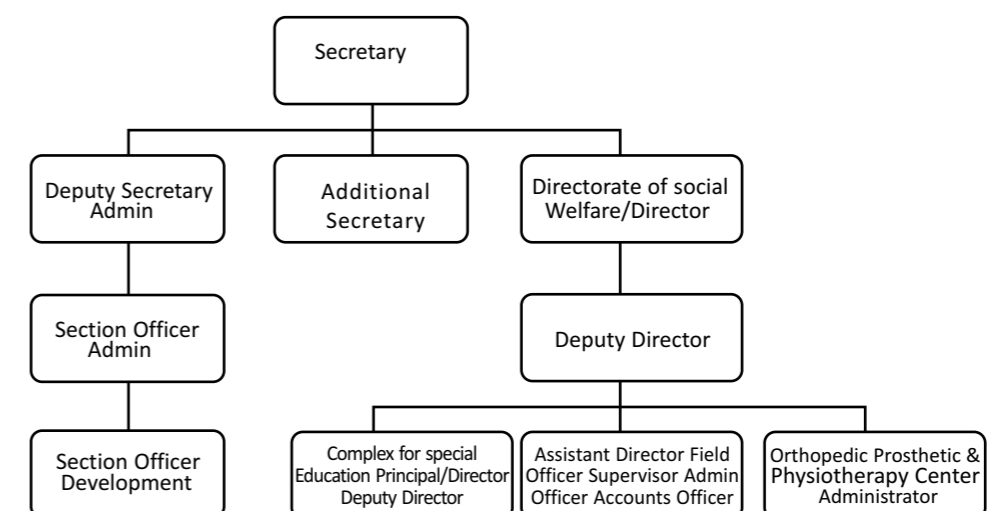 Secretary
Deputy Secretary
Admin
Additional
Secretary
Directorate of social
Welfare/Director
Section Officer
Admin
Deputy Director
Section Officer
Development
Complex for special
Education Principal/Director
Deputy Director
Assistant Director Field
Officer Supervisor Admin
Officer Accounts Officer
Orthopedic Prosthetic &
Physiotherapy Center
Administrator